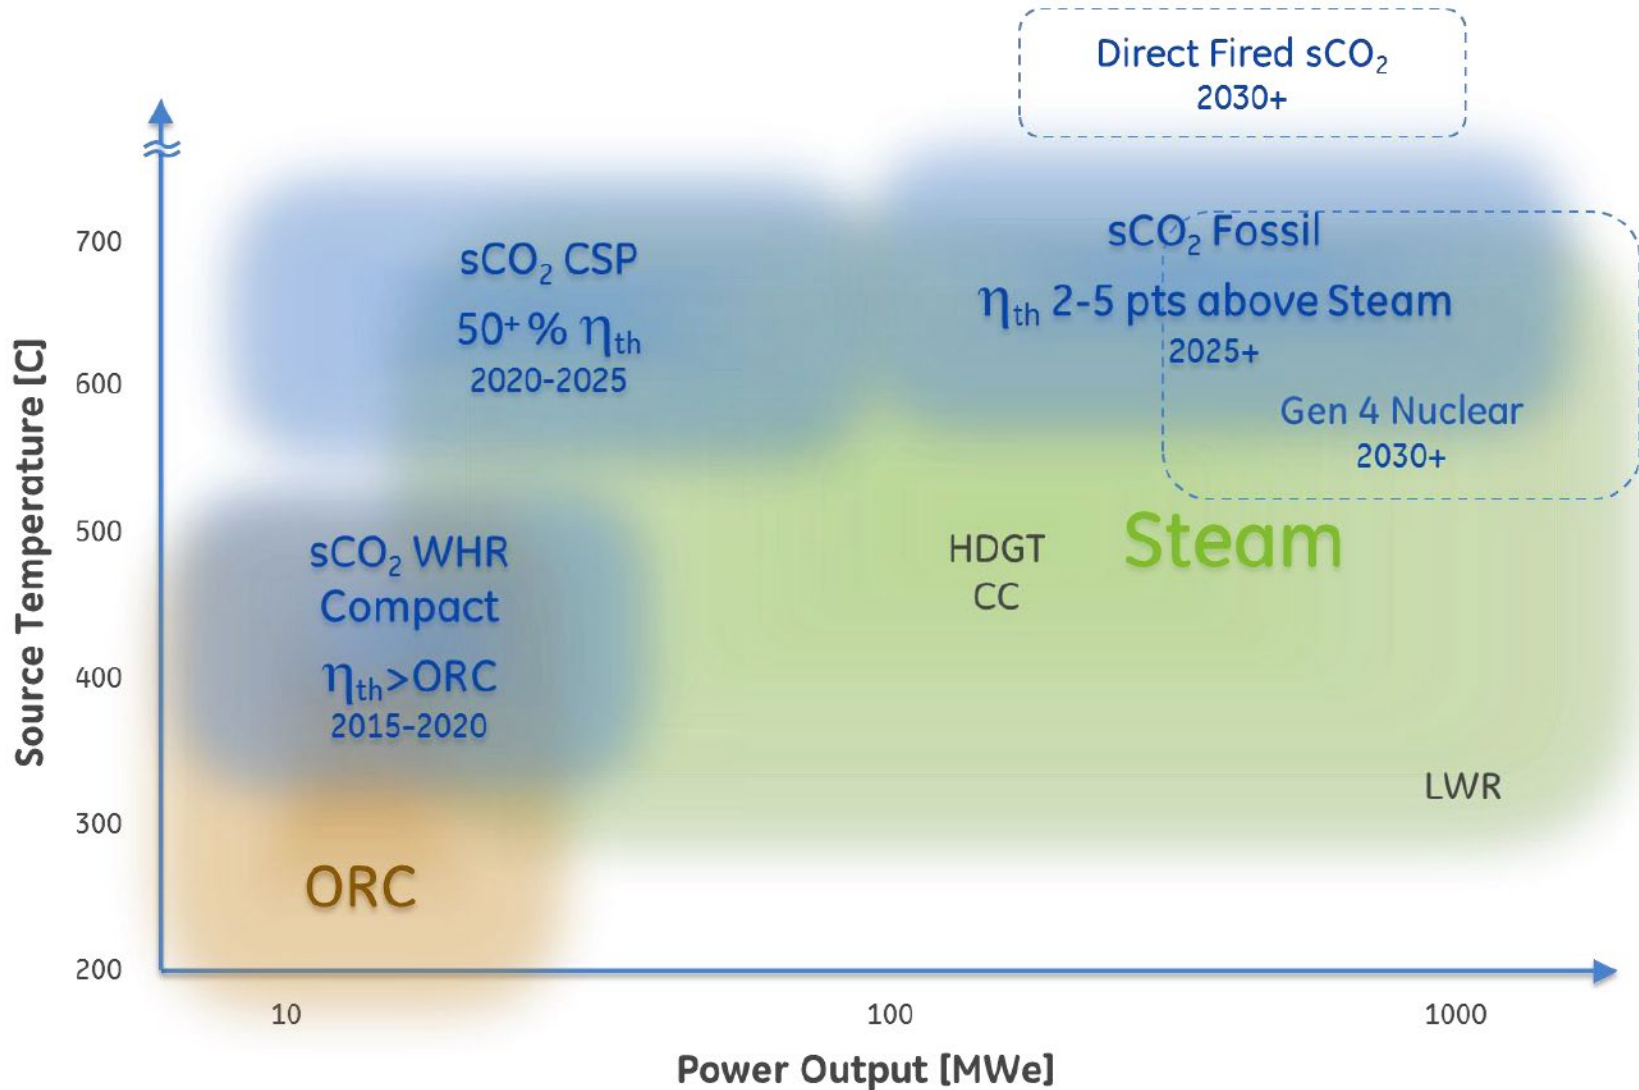 Direct Fired sCO₂
2030+
700
600
500
400
300
200
Source Temperature [C]
sCO₂ CSP
50⁺ % ηth
2020-2025
sCO₂ Fossil
ηth 2-5 pts above Steam
2025+
Gen 4 Nuclear
2030+
sCO₂ WHR
Compact
ηth>ORC
2015-2020
HDGT
CC
Steam
LWR
ORC
10
100
1000
Power Output [MWe]